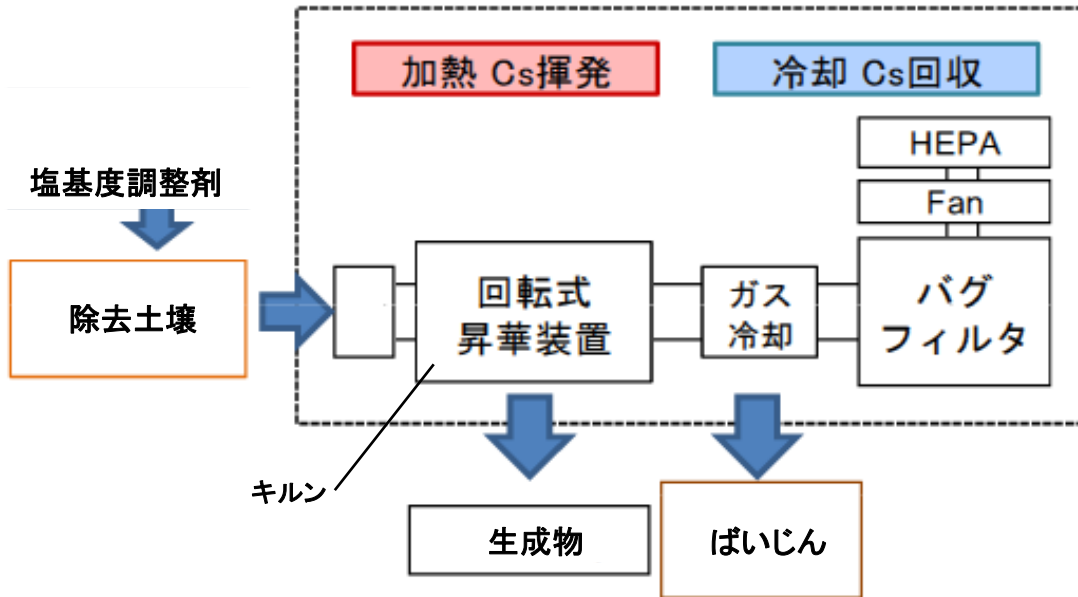 加熱 Cs揮発
冷却 Cs回収
HEPA
Fan
塩基度調整剤
除去土壌
回転式
昇華装置
ガス
冷却
バグ
フィルタ
キルン
生成物
ばいじん